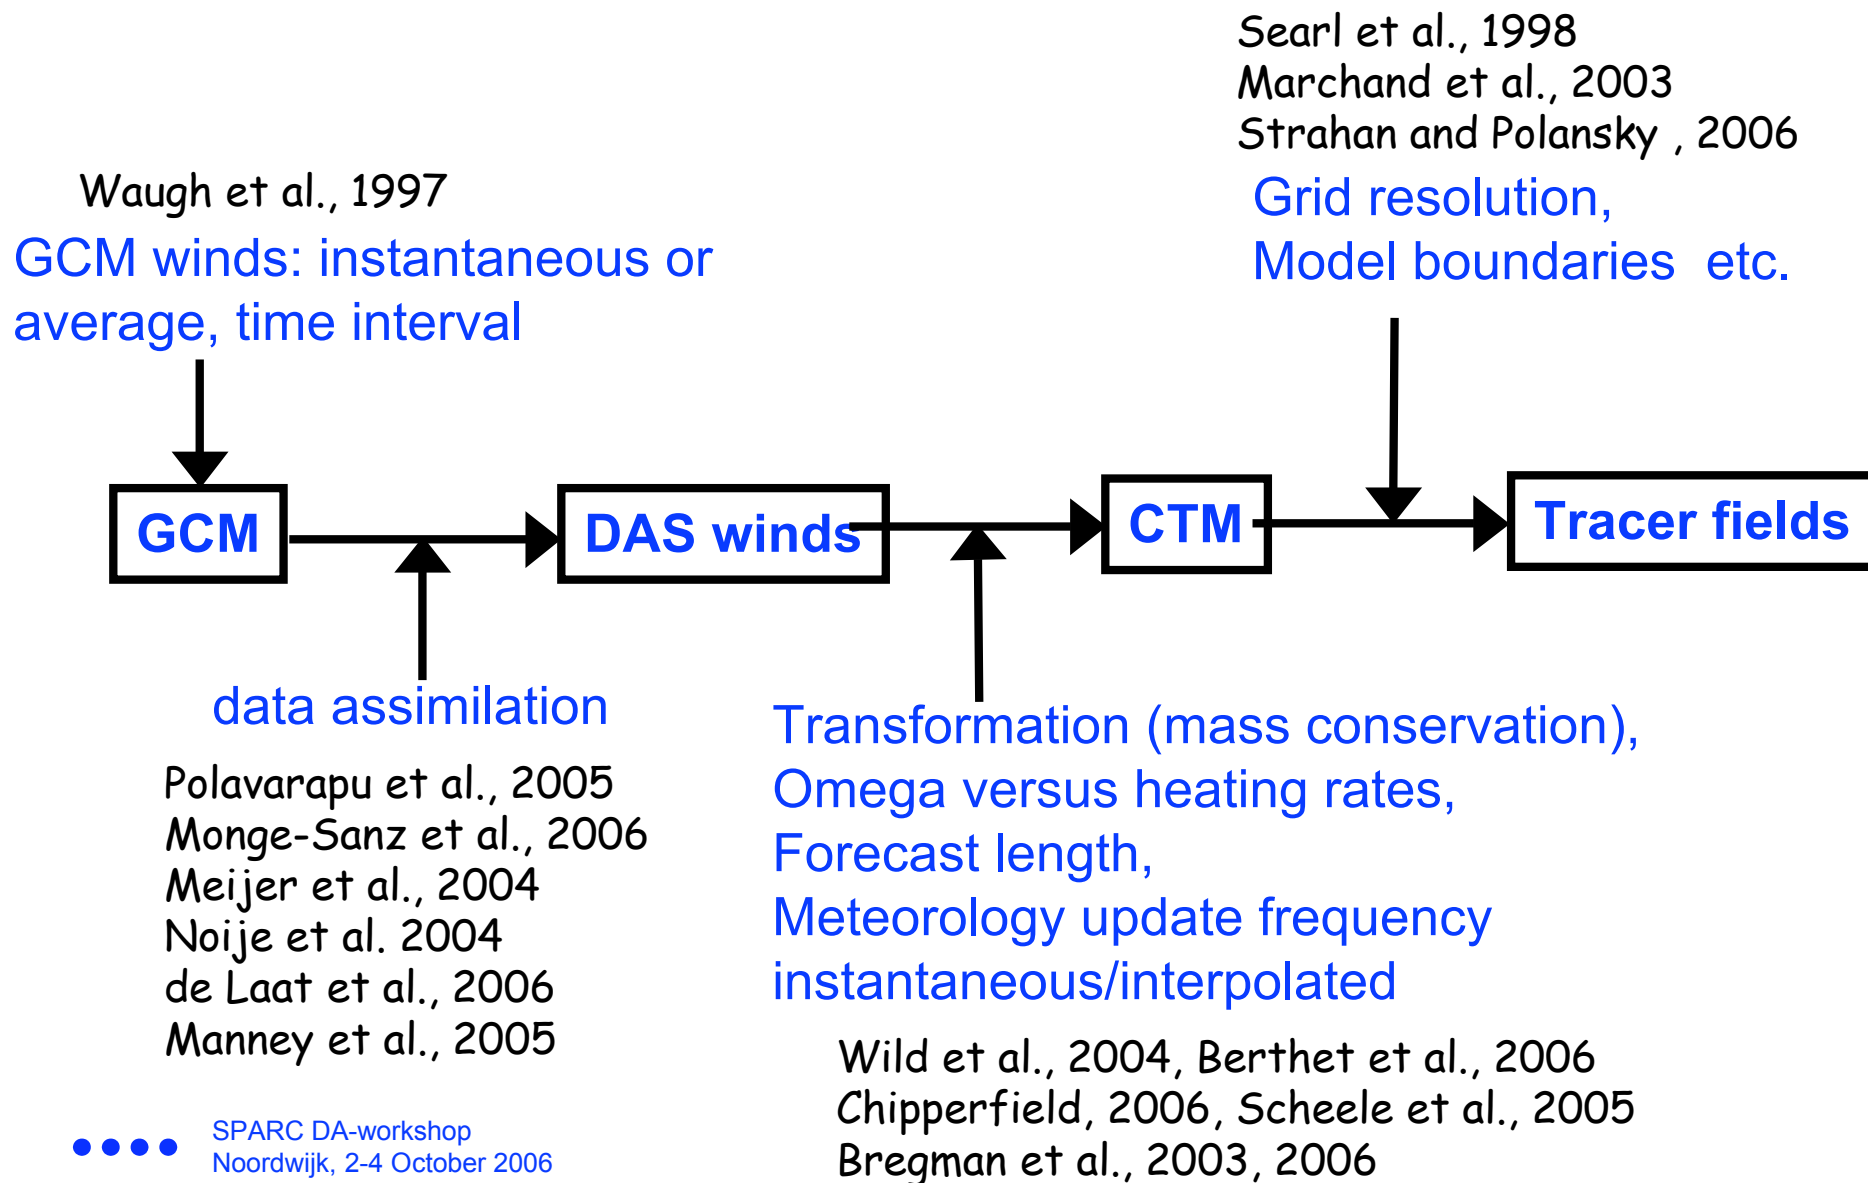 Searl et al., 1998
Marchand et al., 2003
Strahan and Polansky , 2006
Grid resolution,
Model boundaries etc.
Waugh et al., 1997
GCM winds: instantaneous or
average, time interval
GCM
DAS winds
CTM
Tracer fields
data assimilation
Polavarapu et al., 2005
Monge-Sanz et al., 2006
Meijer et al., 2004
Noije et al. 2004
de Laat et al., 2006
Manney et al., 2005
Transformation (mass conservation),
Omega versus heating rates,
Forecast length,
Meteorology update frequency
instantaneous/interpolated
Wild et al., 2004, Berthet et al., 2006
Chipperfield, 2006, Scheele et al., 2005
Bregman et al., 2003, 2006
SPARC DA-workshop
Noordwijk, 2-4 October 2006